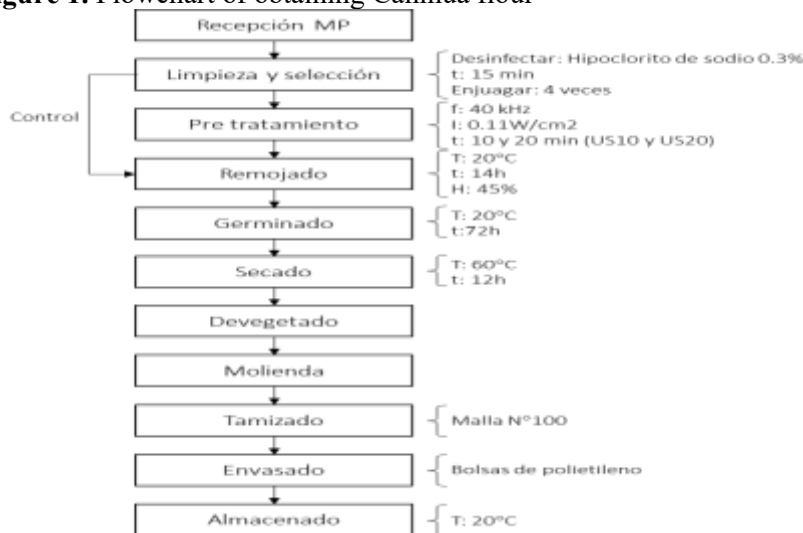 Figure 1. Flowchart of obtaining Cañihua flour
Recepción MP
Limpieza y selección
Desinfectar: Hipoclorito de sodio 0.3%
t: 15 min
Enjuagar: 4 veces
Control
Pre tratamiento
f: 40 kHz
I: 0.11W/cm2
t: 10 y 20 min (US10 y US20)
Remojado
T: 20°C
t: 14h
H: 45%
Germinado
T: 20°C
t:72h
Secado
T: 60°C
t: 12h
Devegetado
Molienda
Tamizado
Malla N°100
Envasado
Bolsas de polietileno
Almacenado
T: 20°C